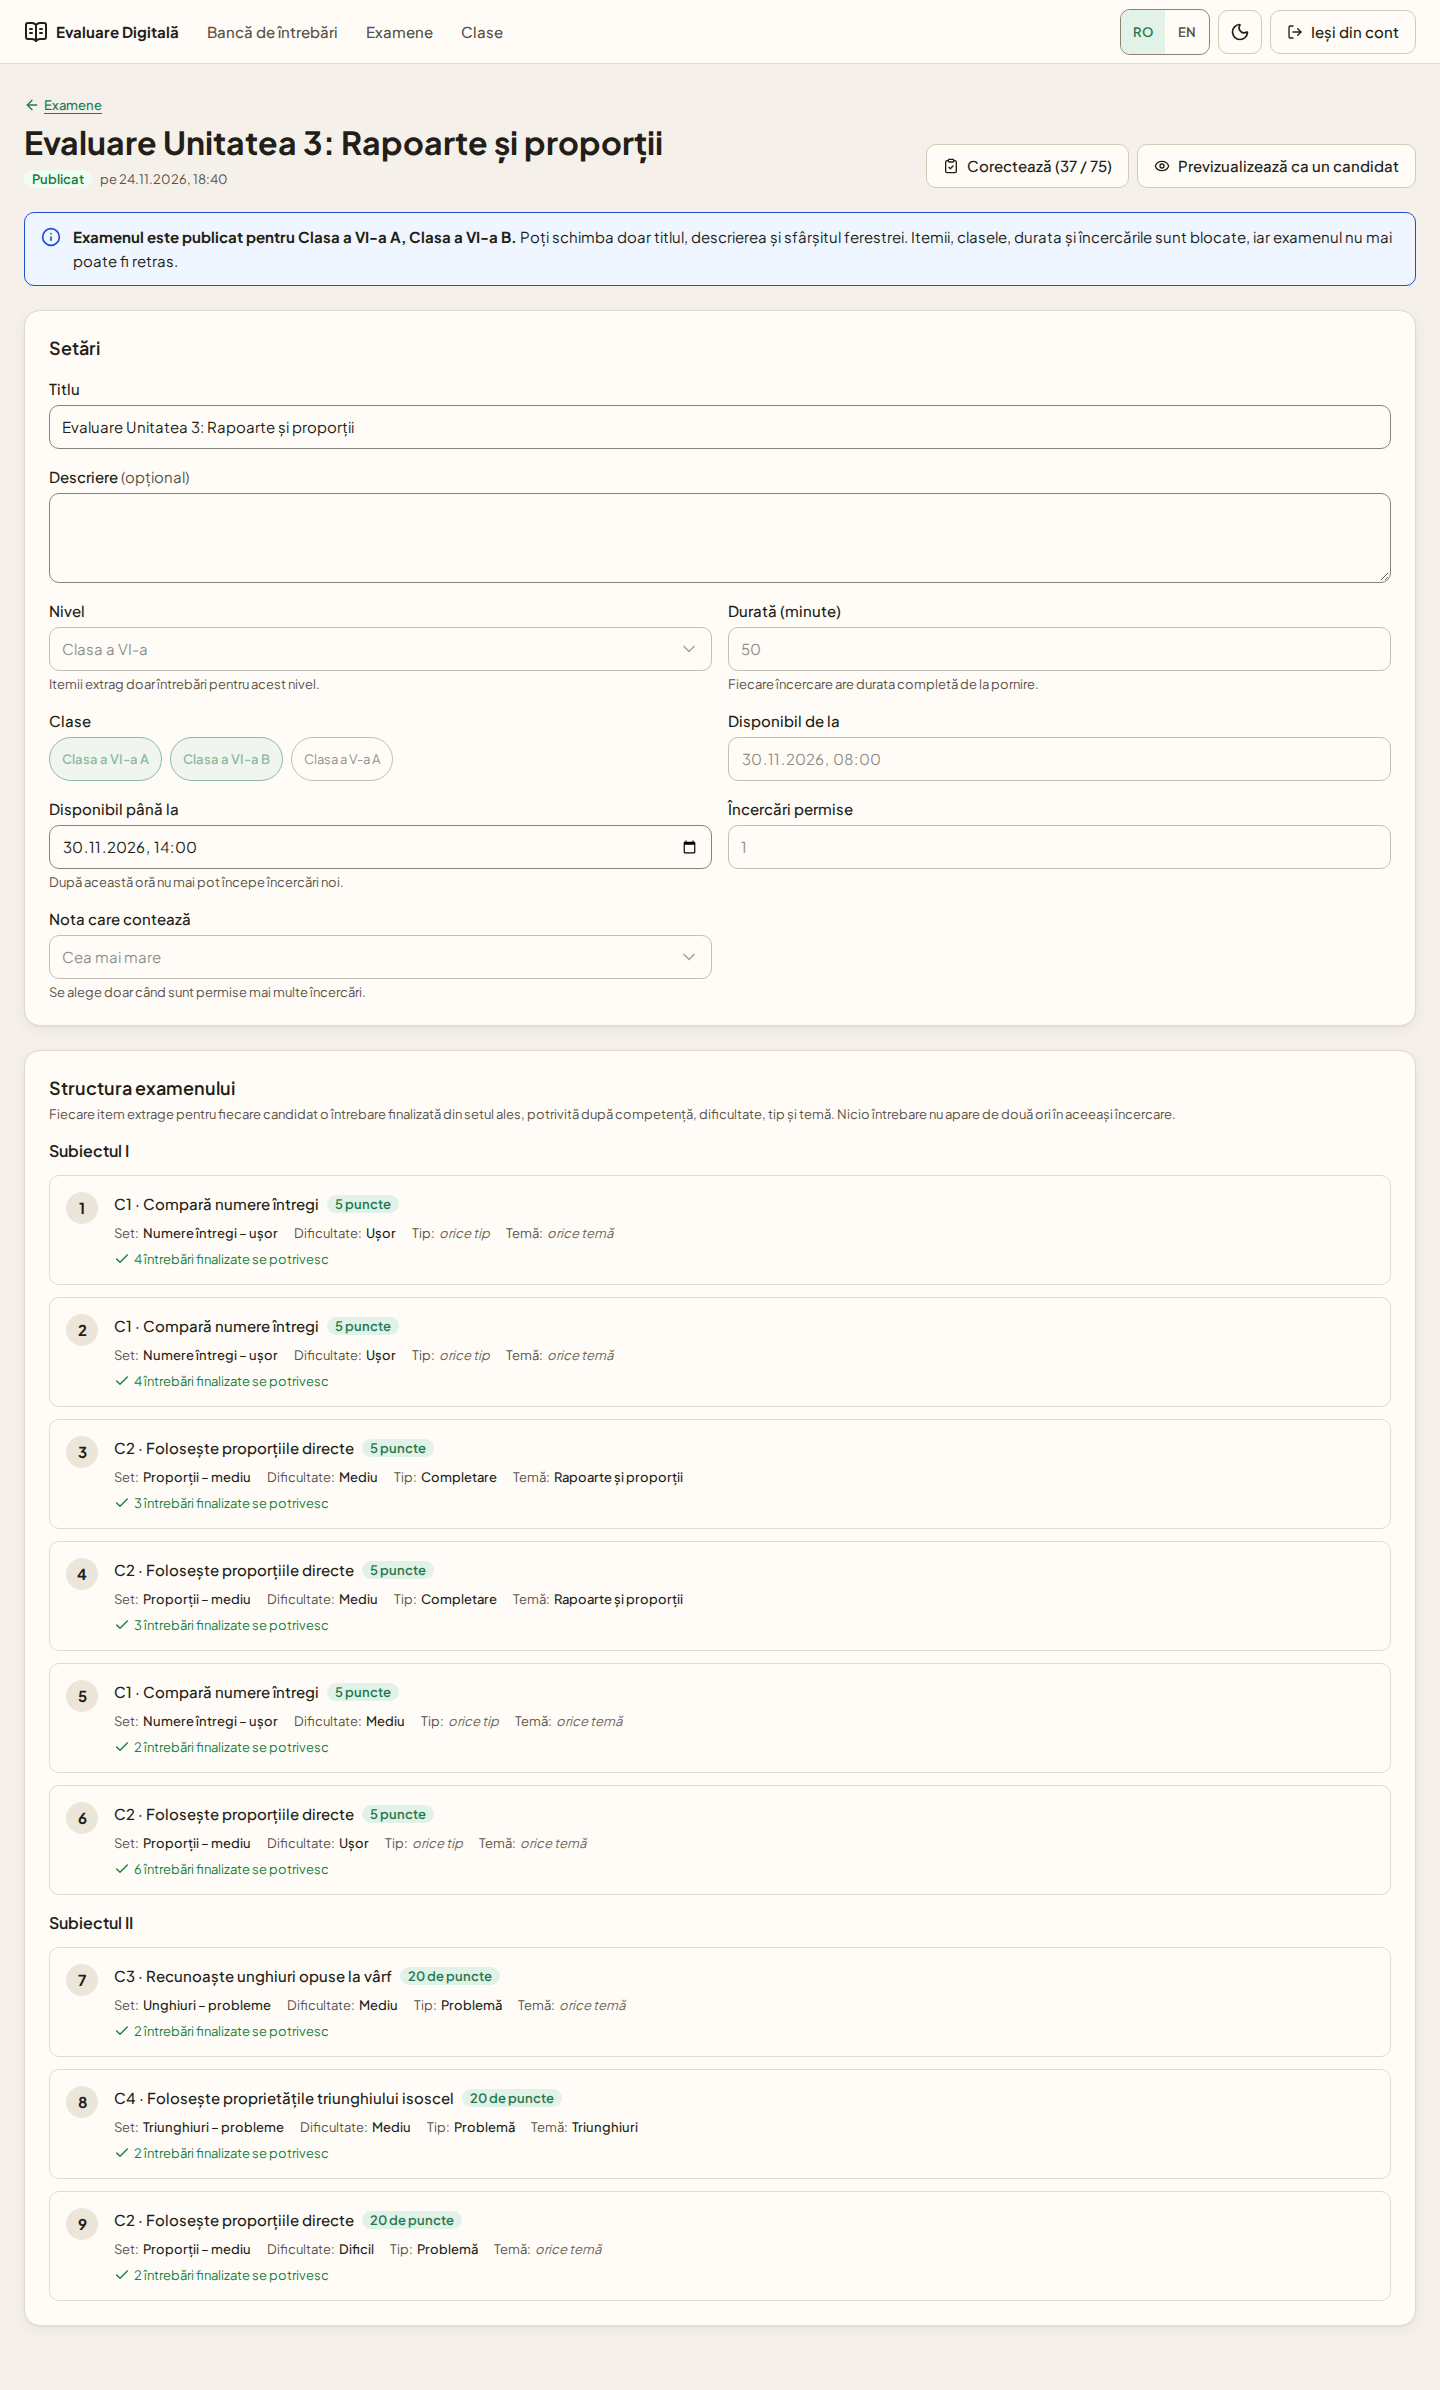 Evaluare Digitală
Bancă de întrebări
Examene
Clase
RO
EN
Ieși din cont
Examene
Evaluare Unitatea 3: Rapoarte și proporții
Publicat pe 24.11.2026, 18:40
Corectează (37 / 75)
Previzualizează ca un candidat
Examenul este publicat pentru Clasa a VI-a A, Clasa a VI-a B. Poți schimba doar titlul, descrierea și sfârșitul ferestrei. Itemii, clasele, durata și încercările sunt blocate, iar examenul nu mai
poate fi retras.
Setări
Titlu
Evaluare Unitatea 3: Rapoarte și proporții
Descriere (opțional)
Nivel
Clasa a VI-a
Itemii extrag doar întrebări pentru acest nivel.
Durată (minute)
50
Fiecare încercare are durata completă de la pornire.
Clase
Clasa a VI-a A
Clasa a VI-a B
Clasa a V-a A
Disponibil de la
30.11.2026, 08:00
Disponibil până la
30.11.2026, 14:00
După această oră nu mai pot începe încercări noi.
Încercări permise
1
Nota care contează
Cea mai mare
Se alege doar când sunt permise mai multe încercări.
Structura examenului
Fiecare item extrage pentru fiecare candidat o întrebare finalizată din setul ales, potrivită după competență, dificultate, tip și temă. Nicio întrebare nu apare de două ori în aceeași încercare.
Subiectul I
1
C1 · Compară numere întregi 5 puncte
Set: Numere întregi – ușor Dificultate: Ușor Tip: orice tip Temă: orice temă
4 întrebări finalizate se potrivesc
2
C1 · Compară numere întregi 5 puncte
Set: Numere întregi – ușor Dificultate: Ușor Tip: orice tip Temă: orice temă
4 întrebări finalizate se potrivesc
3
C2 · Folosește proporțiile directe 5 puncte
Set: Proporții – mediu Dificultate: Mediu Tip: Completare Temă: Rapoarte și proporții
3 întrebări finalizate se potrivesc
4
C2 · Folosește proporțiile directe 5 puncte
Set: Proporții – mediu Dificultate: Mediu Tip: Completare Temă: Rapoarte și proporții
3 întrebări finalizate se potrivesc
5
C1 · Compară numere întregi 5 puncte
Set: Numere întregi – ușor Dificultate: Mediu Tip: orice tip Temă: orice temă
2 întrebări finalizate se potrivesc
6
C2 · Folosește proporțiile directe 5 puncte
Set: Proporții – mediu Dificultate: Ușor Tip: orice tip Temă: orice temă
6 întrebări finalizate se potrivesc
Subiectul II
7
C3 · Recunoaște unghiuri opuse la vârf 20 de puncte
Set: Unghiuri – probleme Dificultate: Mediu Tip: Problemă Temă: orice temă
2 întrebări finalizate se potrivesc
8
C4 · Folosește proprietățile triunghiului isoscel 20 de puncte
Set: Triunghiuri – probleme Dificultate: Mediu Tip: Problemă Temă: Triunghiuri
2 întrebări finalizate se potrivesc
9
C2 · Folosește proporțiile directe 20 de puncte
Set: Proporții – mediu Dificultate: Dificil Tip: Problemă Temă: orice temă
2 întrebări finalizate se potrivesc